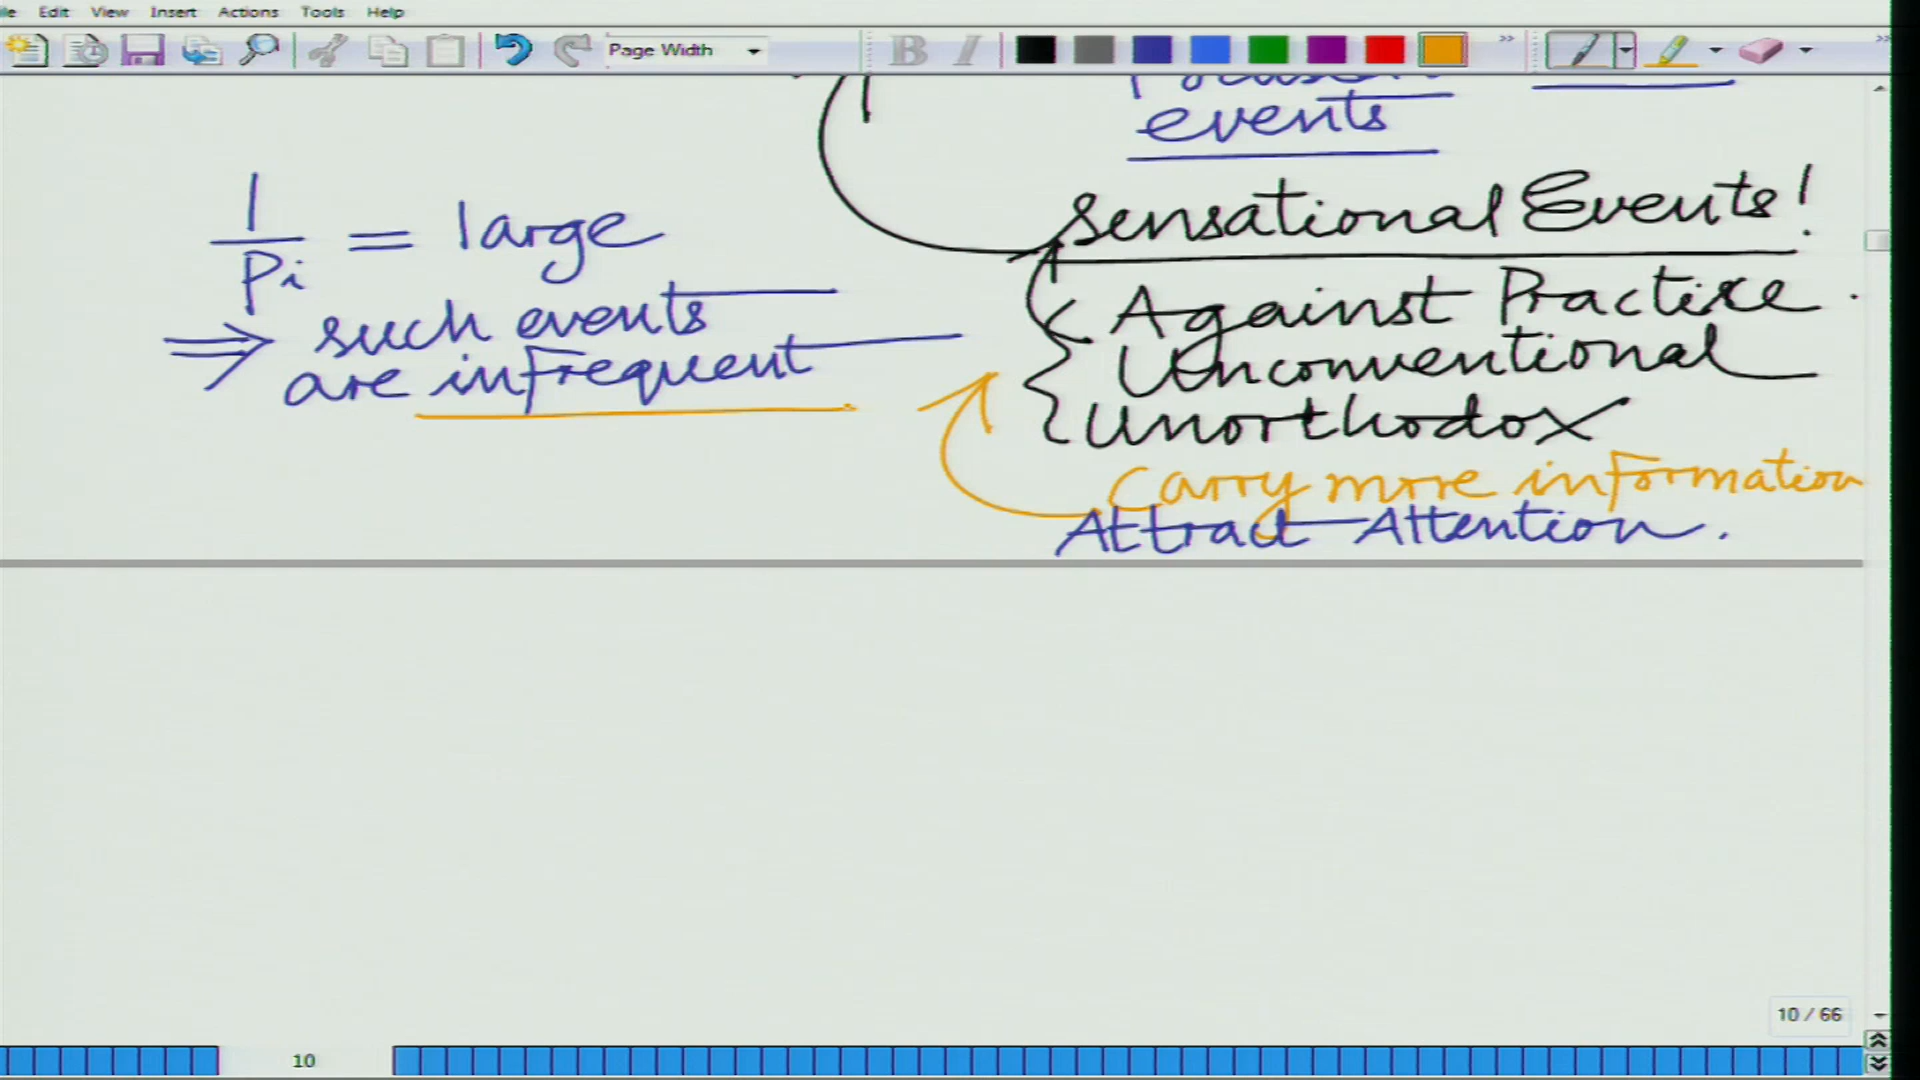 Edit View Insert Actions Tools Help
Page Width
B I
events
Sensational Events!
1/Pi = large
⇒ such events
are infrequent
Against Practice.
Unconventional
Unorthodox
Carry more information
Attract Attention.
10 / 66
10